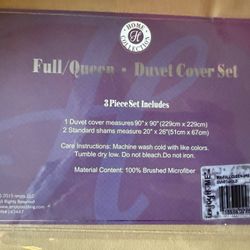 HOME
H
COLLECTION
Full/Queen - Duvet Cover Set
3 Piece Set Includes
1 Duvet cover measures 90"x 90" (229cm x 229cm)
2 Standard shams measure 20" x 26" (51cm x 67cm)
Care Instructions: Machine wash cold with like colors.
Tumble dry low. Do not bleach. Do not iron.
Material Content: 100% Brushed Microfiber